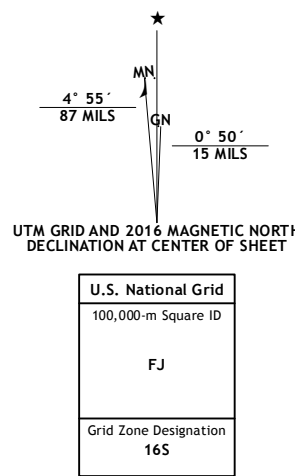 MN.
4° 55´
87 MILS
GN
0° 50´
15 MILS
UTM GRID AND 2016 MAGNETIC NORTH
DECLINATION AT CENTER OF SHEET
U.S. National Grid
100,000-m Square ID
FJ
Grid Zone Designation
16S